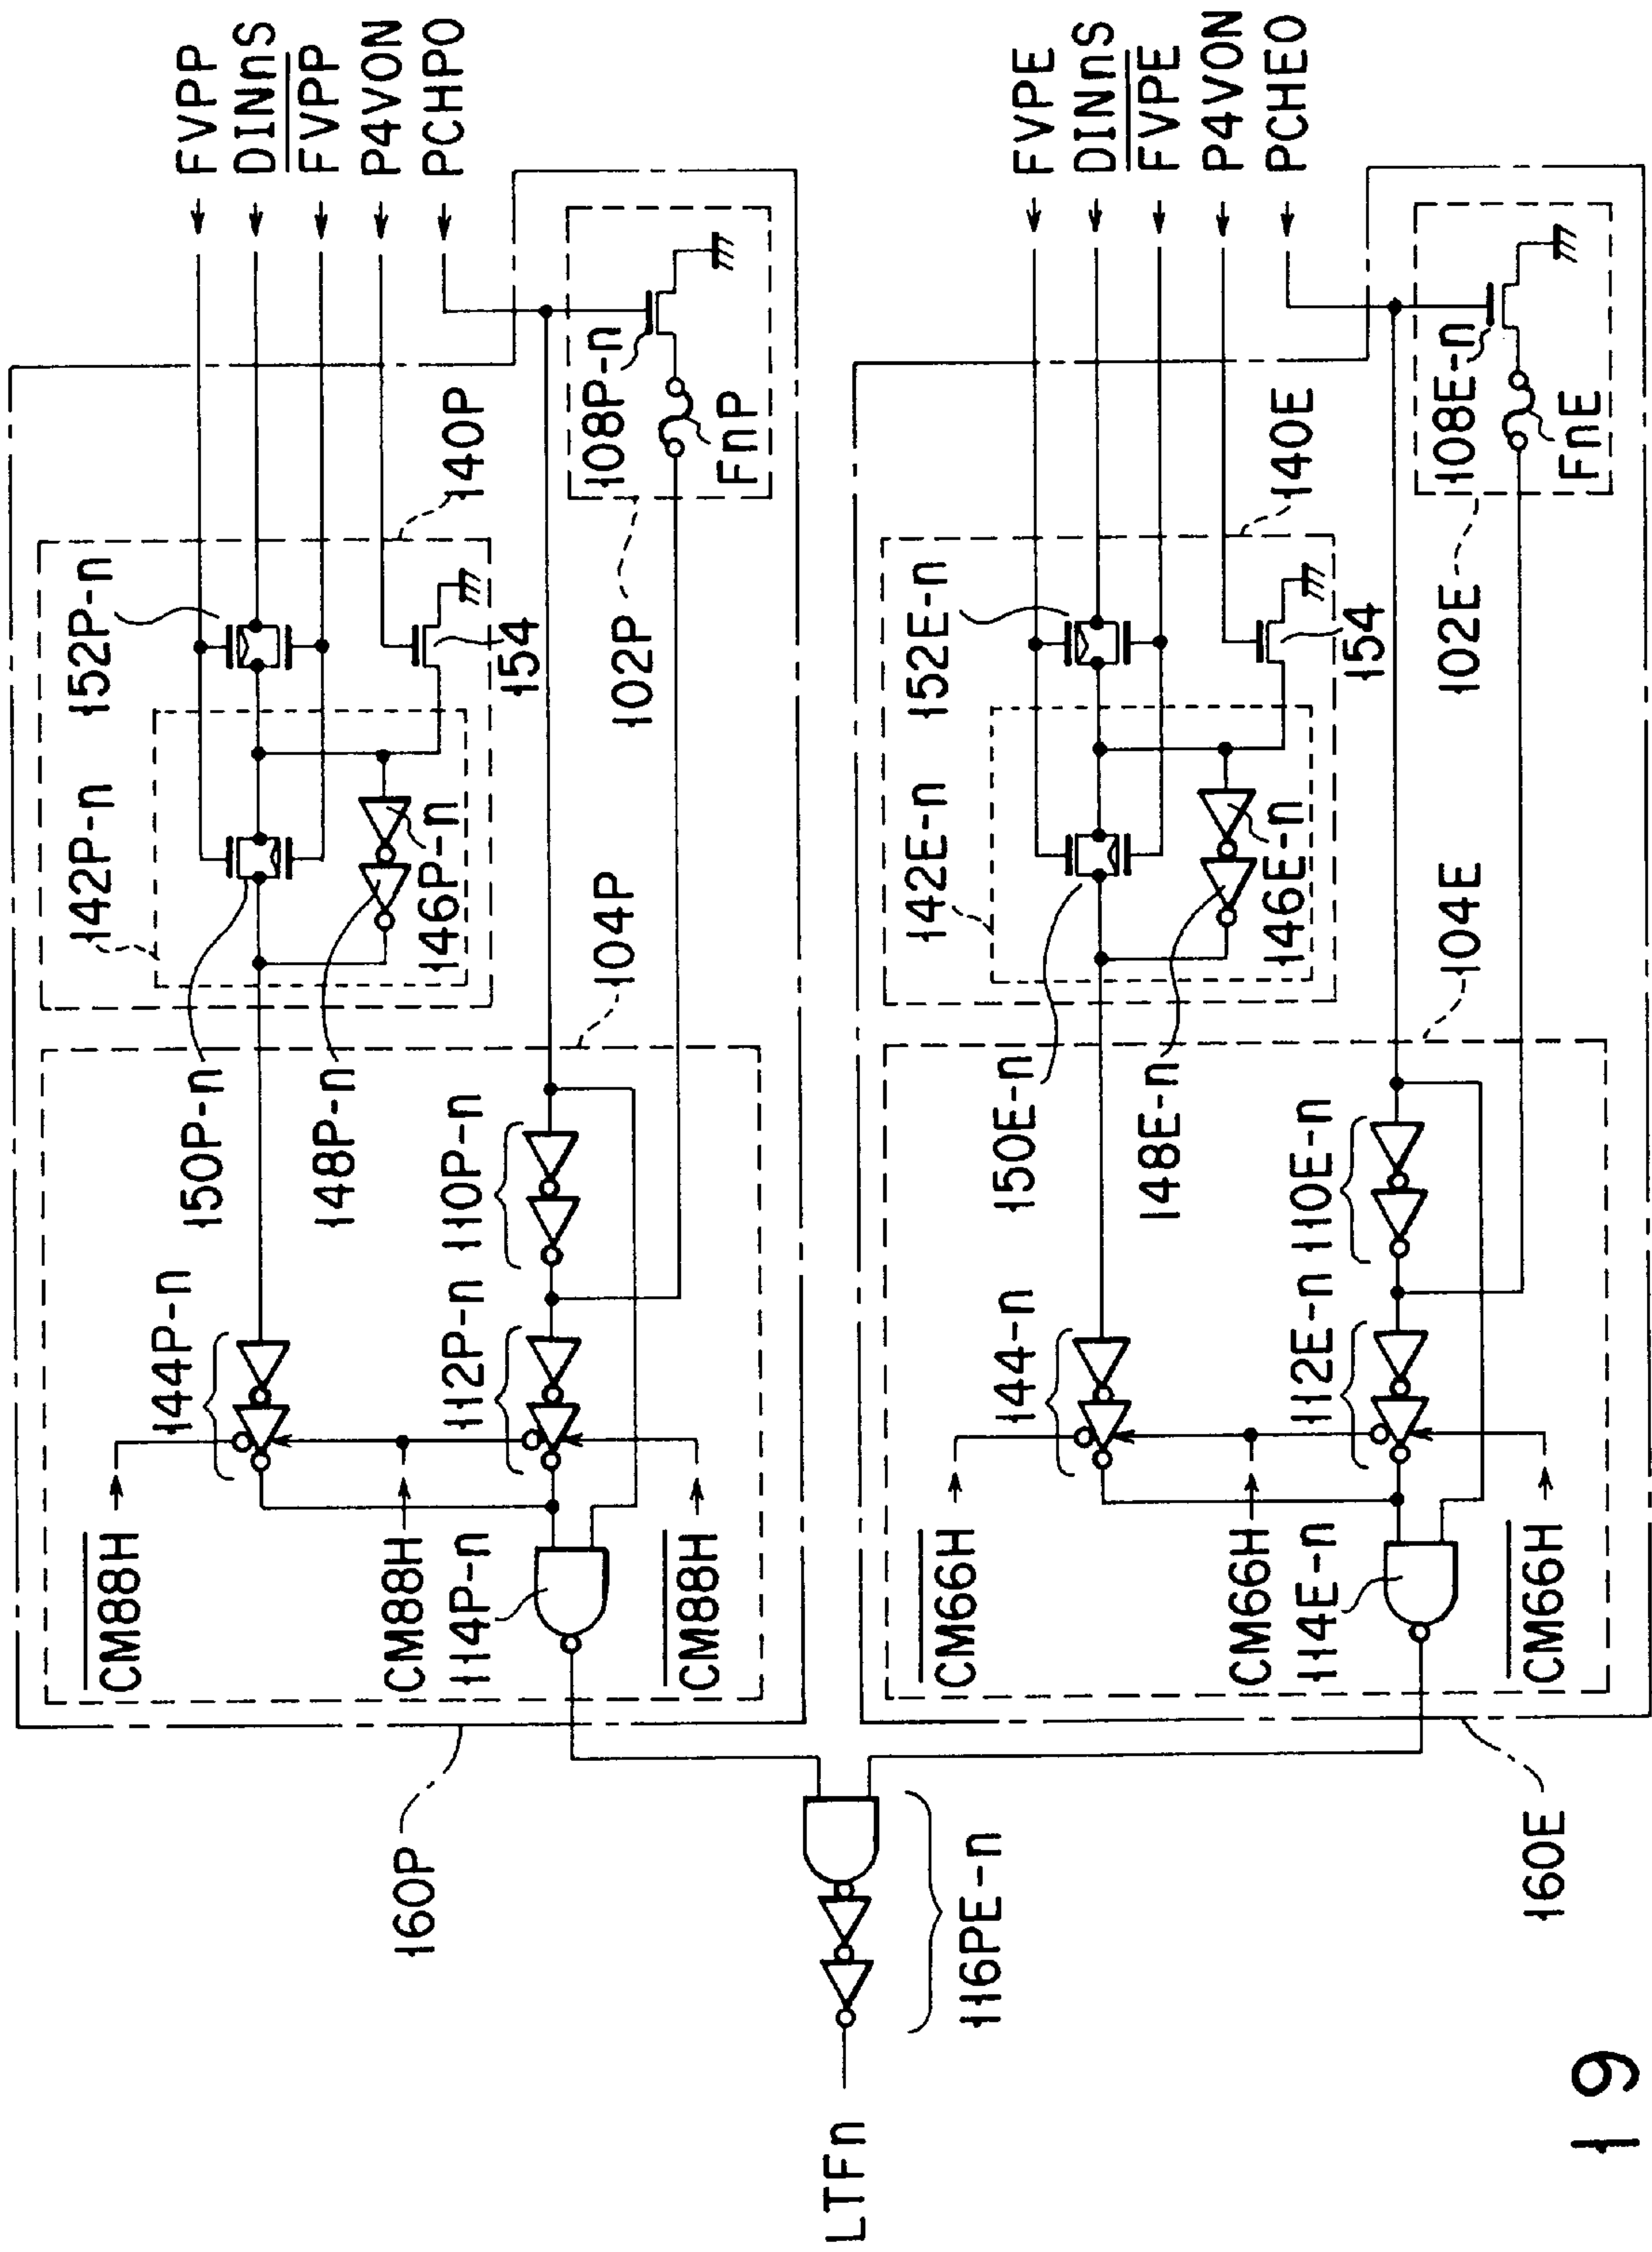 FVPP
DINnS
FVPP
P4VON
PCHPO
152P-n
142P-n
140P
154
146P-n
150P-n
148P-n
108P-n
FnP
102P
104P
144P-n
112P-n
110P-n
CM88H
CM88H
114P-n
CM88H
160P
FVPE
DINnS
FVPE
P4VON
PCHEO
152E-n
142E-n
140E
154
146E-n
150E-n
148E-n
108E-n
FnE
102E
104E
144-n
112E-n
110E-n
CM66H
CM66H
114E-n
CM66H
160E
116PE-n
LTFn
19